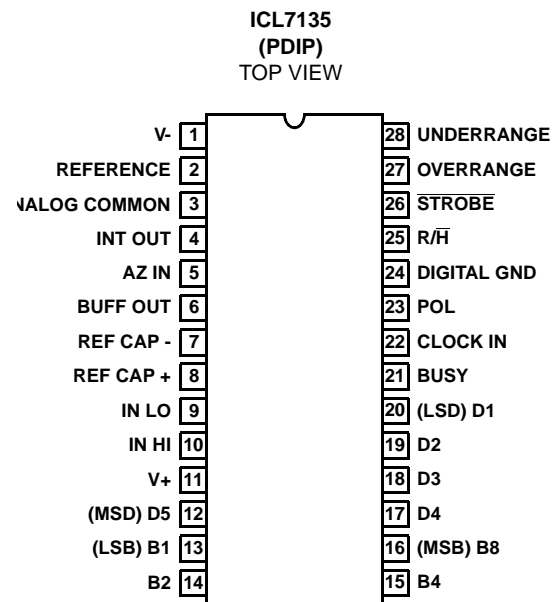 ICL7135
(PDIP)
TOP VIEW
V- 1
REFERENCE 2
NALOG COMMON 3
INT OUT 4
AZ IN 5
BUFF OUT 6
REF CAP - 7
REF CAP + 8
IN LO 9
IN HI 10
V+ 11
(MSD) D5 12
(LSB) B1 13
B2 14
28 UNDERRANGE
27 OVERRANGE
26 S̅T̅R̅O̅B̅E̅
25 R/H̅
24 DIGITAL GND
23 POL
22 CLOCK IN
21 BUSY
20 (LSD) D1
19 D2
18 D3
17 D4
16 (MSB) B8
15 B4